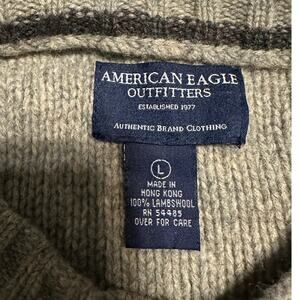 AMERICAN EAGLE
OUTFITTERS
ESTABLISHED 1977
AUTHENTIC BRAND CLOTHING
L
MADE IN
HONG KONG
100% LAMBSWOOL
RN 54485
OVER FOR CARE